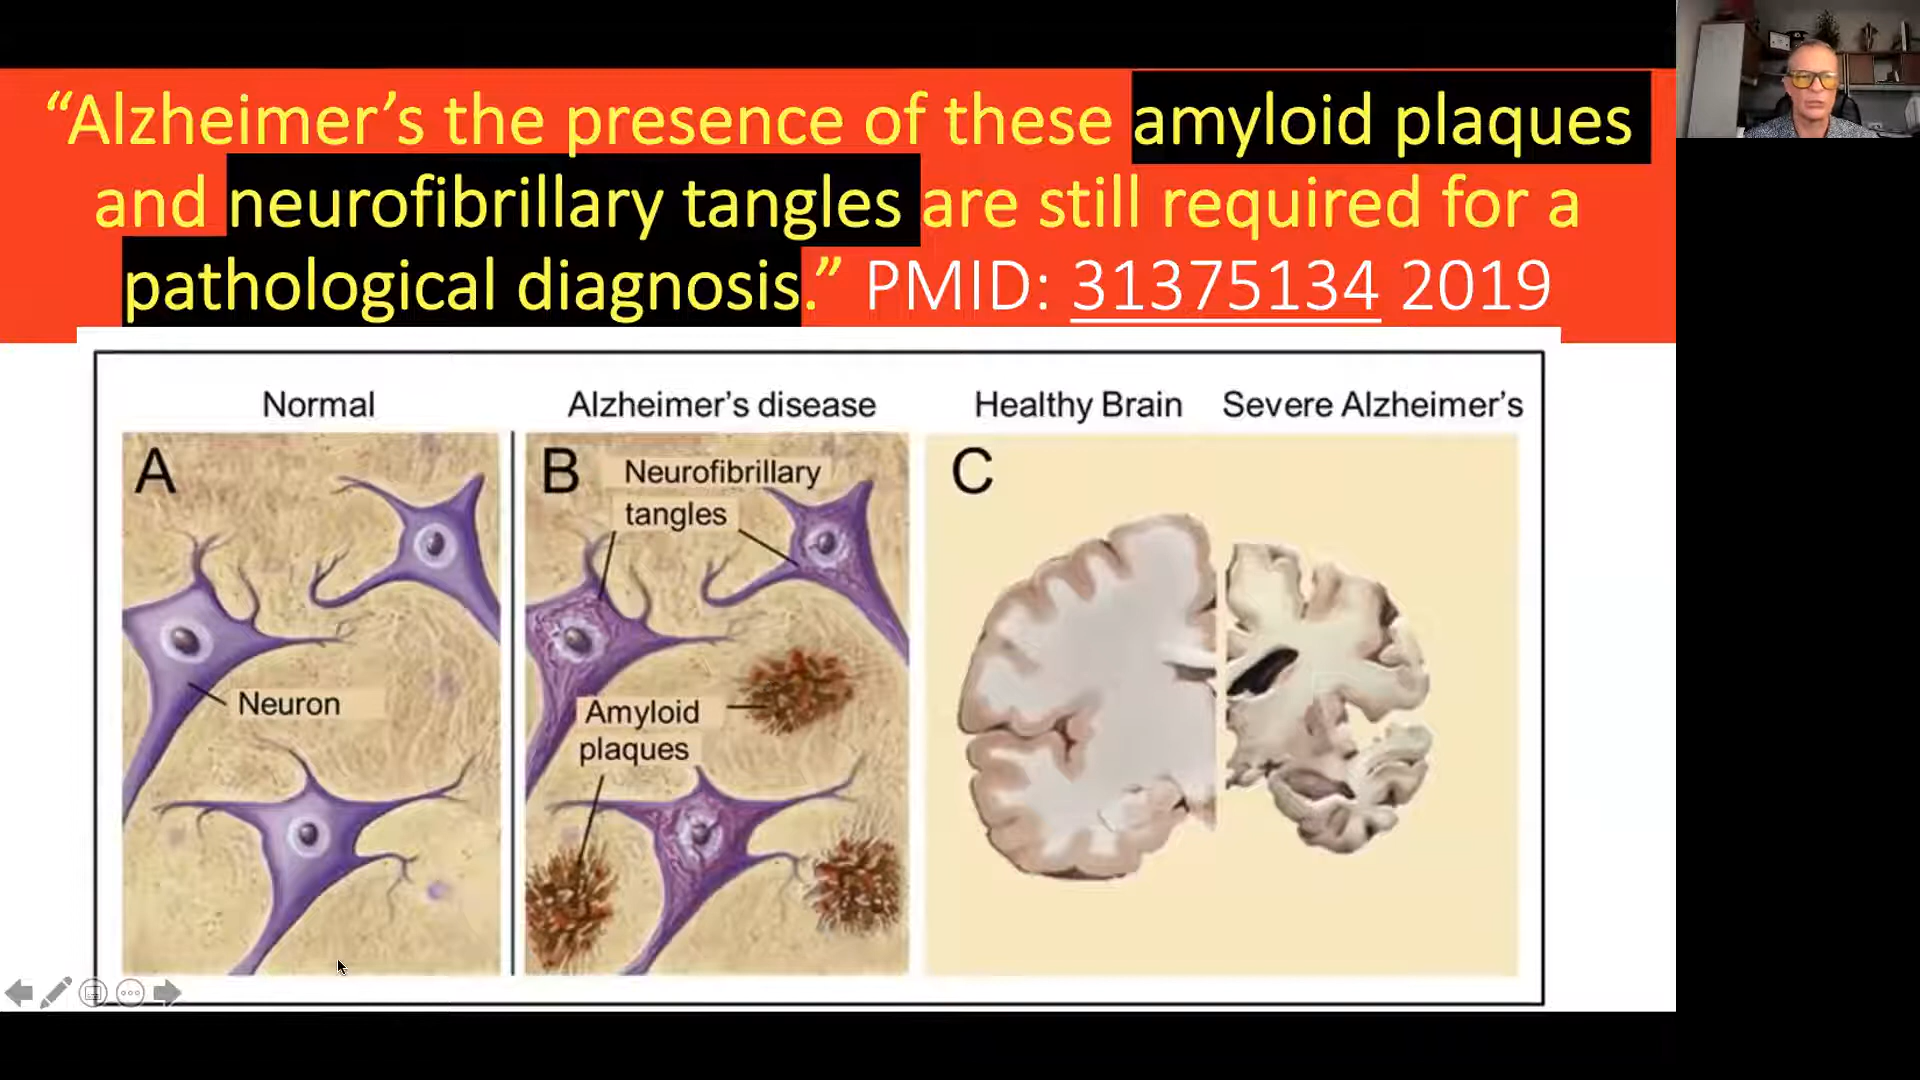 “Alzheimer’s the presence of these amyloid plaques
and neurofibrillary tangles are still required for a
pathological diagnosis.” PMID: 31375134 2019
Normal
Alzheimer’s disease
Healthy Brain
Severe Alzheimer’s
A
Neuron
B
Neurofibrillary
tangles
Amyloid
plaques
C